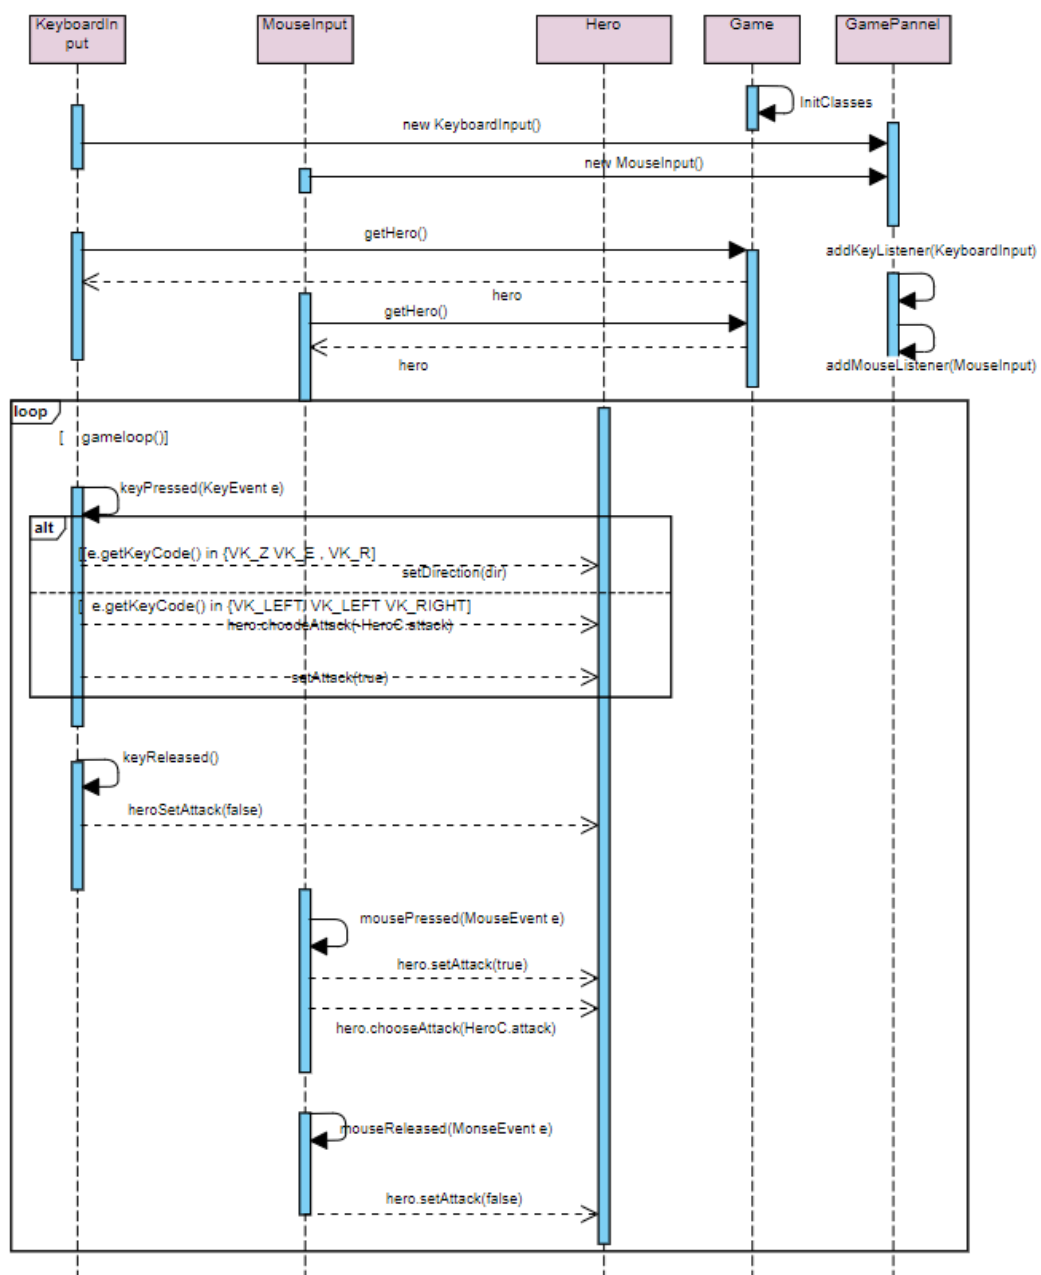 KeyboardIn
put
MouseInput
Hero
Game
GamePannel
InitClasses
new KeyboardInput()
new MouseInput()
getHero()
addKeyListener(KeyboardInput)
hero
getHero()
hero
addMouseListener(MouseInput)
loop
[ gameloop()]
keyPressed(KeyEvent e)
alt
[[e.getKeyCode() in {VK_Z VK_E , VK_R]
setDirection(dir)
[ e.getKeyCode() in {VK_LEFT, VK_LEFT VK_RIGHT]
hero.choodeAttack( HeroC.attack)
setAttack(true)
keyReleased()
heroSetAttack(false)
mousePressed(MouseEvent e)
hero.setAttack(true)
hero.chooseAttack(HeroC.attack)
mouseReleased(MonseEvent e)
hero.setAttack(false)